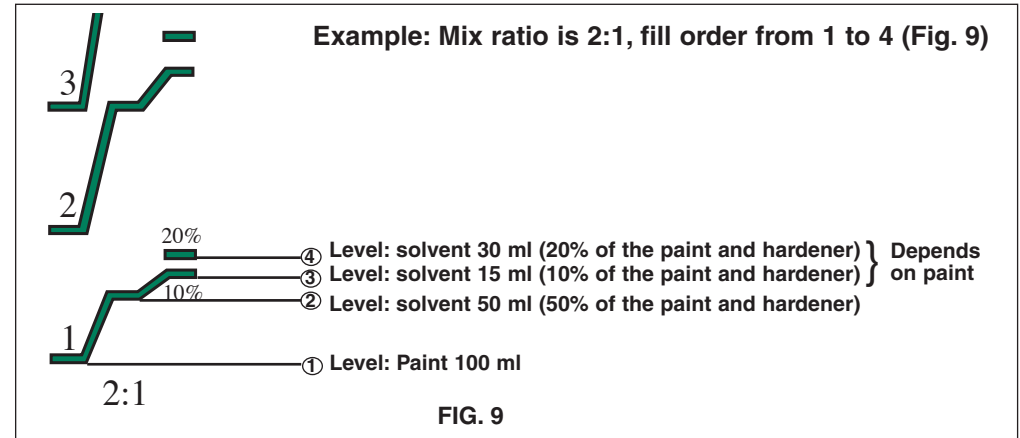 Example: Mix ratio is 2:1, fill order from 1 to 4 (Fig. 9)
3
2
20%
④ Level: solvent 30 ml (20% of the paint and hardener) } Depends
③ Level: solvent 15 ml (10% of the paint and hardener) on paint
10%
② Level: solvent 50 ml (50% of the paint and hardener)
1
① Level: Paint 100 ml
2:1
FIG. 9